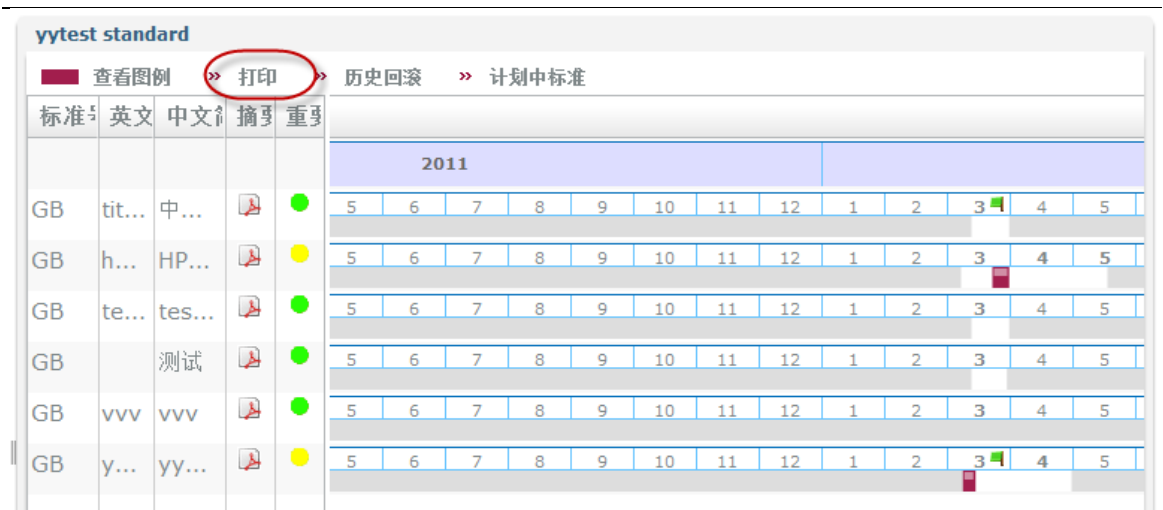 yytest standard
查看图例 » 打印 » 历史回滚 » 计划中标准
标准 英文 中文 摘 重
2011
GB tit... 中... 5 6 7 8 9 10 11 12 1 2 3 4 5
GB h... HP... 5 6 7 8 9 10 11 12 1 2 3 4 5
GB te... tes... 5 6 7 8 9 10 11 12 1 2 3 4 5
GB 测试 5 6 7 8 9 10 11 12 1 2 3 4 5
GB vvv vvv 5 6 7 8 9 10 11 12 1 2 3 4 5
GB y... yy... 5 6 7 8 9 10 11 12 1 2 3 4 5